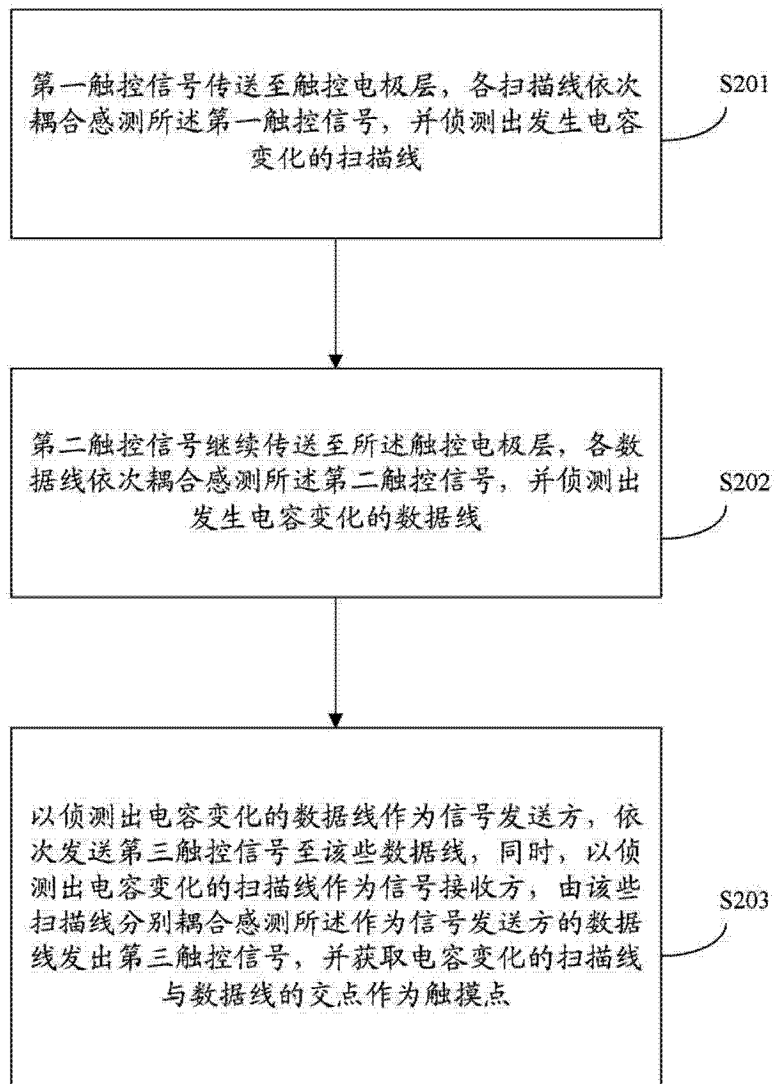 第一触控信号传送至触控电极层，各扫描线依次
耦合感测所述第一触控信号，并侦测出发生电容
变化的扫描线
S201
第二触控信号继续传送至所述触控电极层，各数
据线依次耦合感测所述第二触控信号，并侦测出
发生电容变化的数据线
S202
以侦测出电容变化的数据线作为信号发送方，依
次发送第三触控信号至该些数据线，同时，以侦
测出电容变化的扫描线作为信号接收方，由该些
扫描线分别耦合感测所述作为信号发送方的数据
线发出第三触控信号，并获取电容变化的扫描线
与数据线的交点作为触摸点
S203